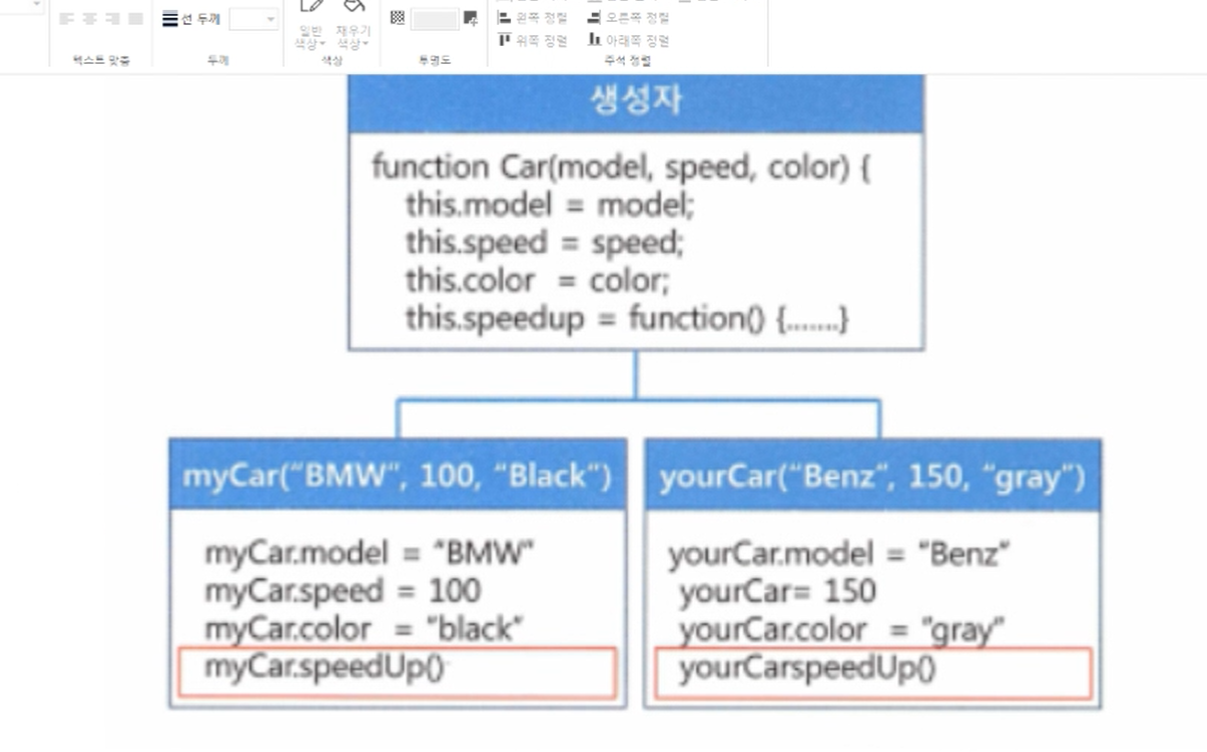 선 두께
일반 채우기
색상 색상
왼쪽 정렬 오른쪽 정렬
위쪽 정렬 아래쪽 정렬
텍스트 맞춤 두께 색상 투명도 주석 정렬
생성자
function Car(model, speed, color) {
this.model = model;
this.speed = speed;
this.color = color;
this.speedup = function() {.......}
myCar("BMW", 100, "Black")
myCar.model = "BMW"
myCar.speed = 100
myCar.color = "black"
myCar.speedUp()
yourCar("Benz", 150, "gray")
yourCar.model = "Benz"
yourCar= 150
yourCar.color = "gray"
yourCarspeedUp()